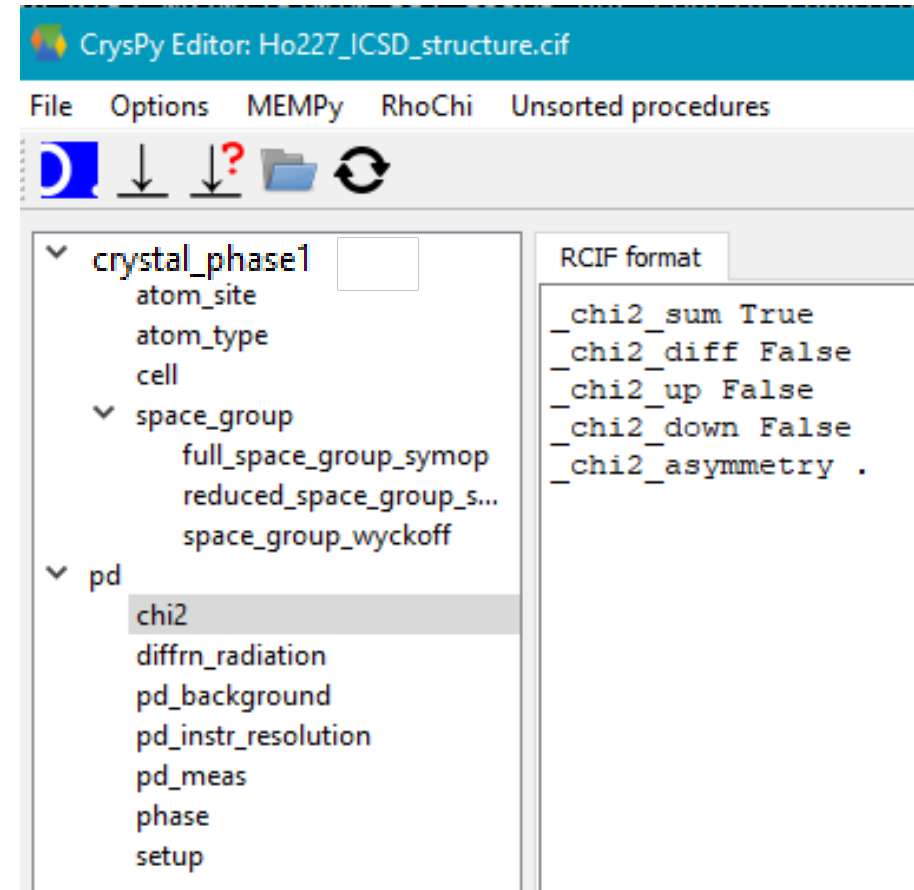 CrysPy Editor: Ho227_ICSD_structure.cif
File Options MEMPy RhoChi Unsorted procedures
?
crystal_phase1
atom_site
atom_type
cell
space_group
full_space_group_symop
reduced_space_group_s...
space_group_wyckoff
pd
chi2
diffrn_radiation
pd_background
pd_instr_resolution
pd_meas
phase
setup
RCIF format
_chi2_sum True
_chi2_diff False
_chi2_up False
_chi2_down False
_chi2_asymmetry .